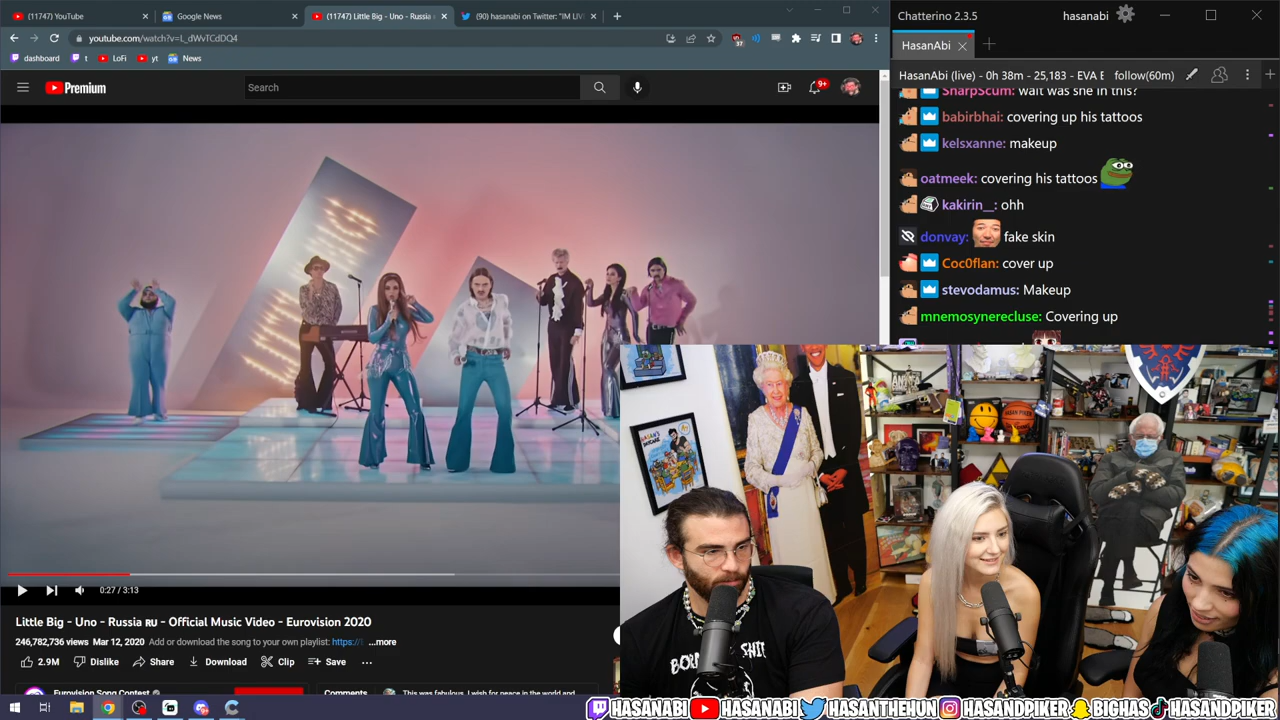 (11747) YouTube
Google News
(11747) Little Big - Uno - Russia
(90) hasanabi on Twitter: "IM LIVE
youtube.com/watch?v=L_dWvTCdDQ4
dashboard
t
LoFi
yt
News
37
Premium
Search
9+
0:27 / 3:13
Little Big - Uno - Russia RU - Official Music Video - Eurovision 2020
246,782,736 views Mar 12, 2020 Add or download the song to your own playlist: https://
...more
2.9M
Dislike
Share
Download
Clip
Save
Eurovision Song Contest
Comments
This was fabulous, I wish for peace in the world and
Chatterino 2.3.5
hasanabi
HasanAbi
HasanAbi (live) - 0h 38m - 25,183 - EVA E
follow(60m)
SharpScum: wait was she in this?
babirbhai: covering up his tattoos
kelsxanne: makeup
oatmeek: covering his tattoos
kakirin__: ohh
donvay: fake skin
Coc0flan: cover up
stevodamus: Makeup
mnemosynerecluse: Covering up
HASAN PIKER
HASANABI
HASANABI
HASANTHEHUN
HASANDPIKER
BIGHAS
HASANDPIKER